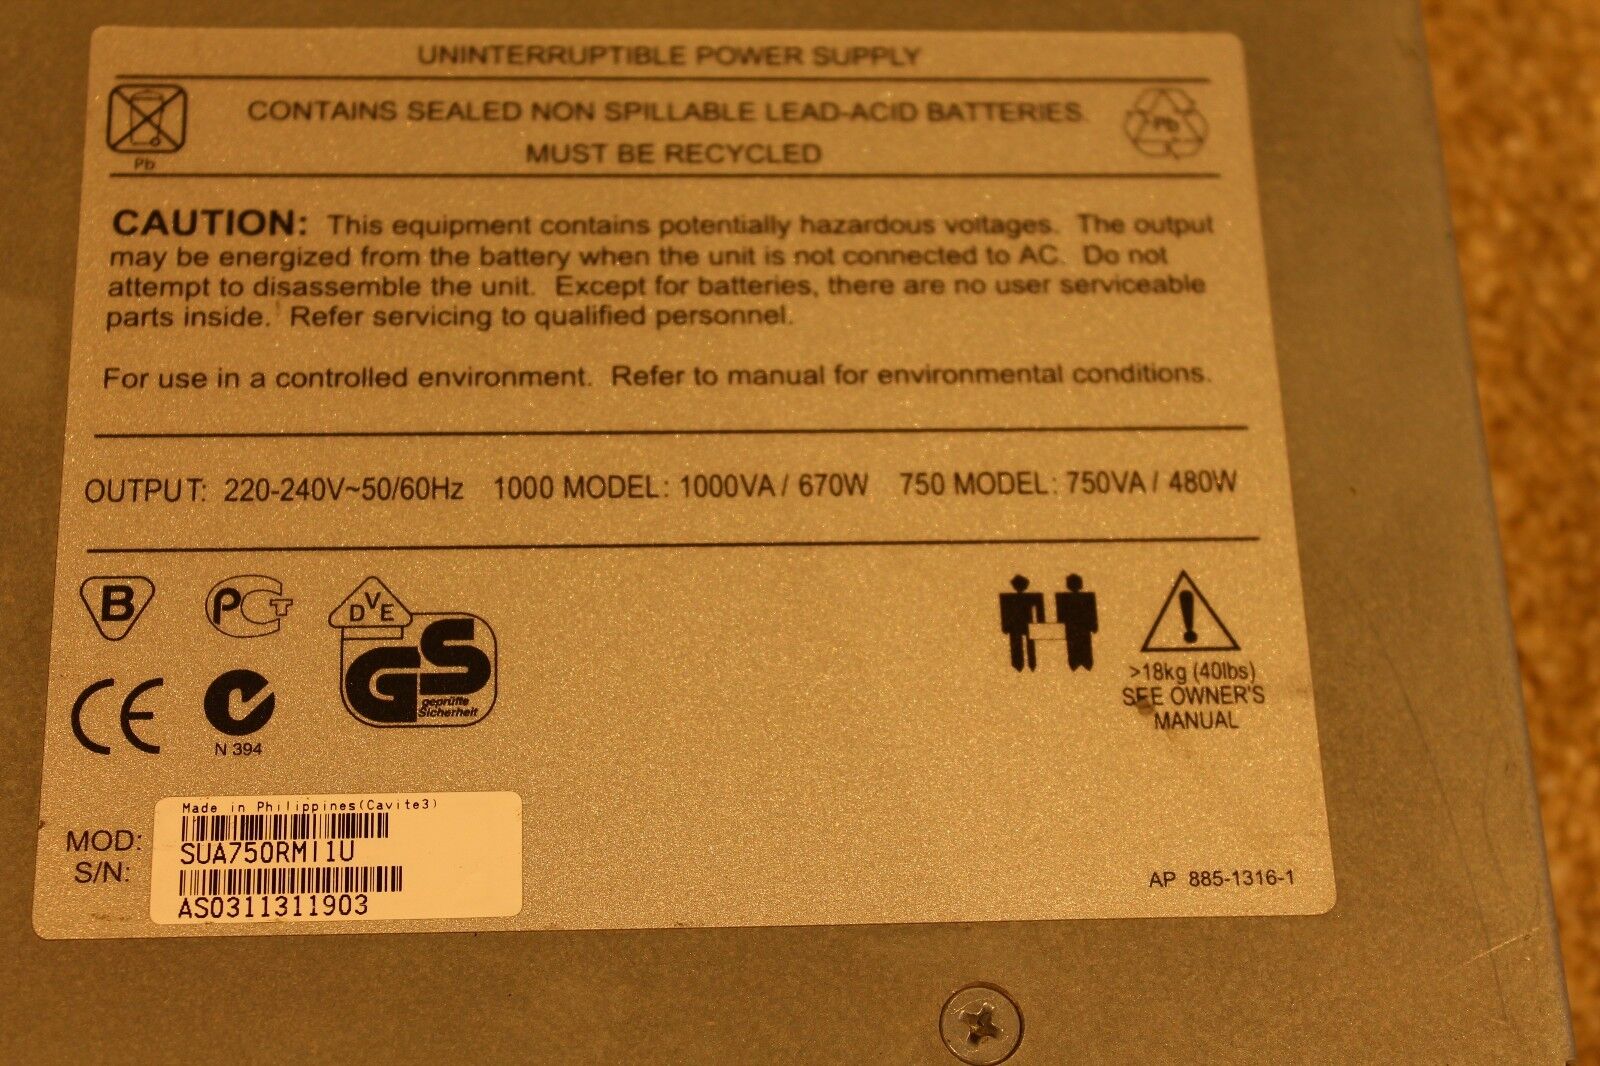 UNINTERRUPTIBLE POWER SUPPLY
CONTAINS SEALED NON SPILLABLE LEAD-ACID BATTERIES.
MUST BE RECYCLED
Pb
Pb
CAUTION: This equipment contains potentially hazardous voltages. The output
may be energized from the battery when the unit is not connected to AC. Do not
attempt to disassemble the unit. Except for batteries, there are no user serviceable
parts inside. Refer servicing to qualified personnel.
For use in a controlled environment. Refer to manual for environmental conditions.
OUTPUT: 220-240V~50/60Hz 1000 MODEL: 1000VA / 670W 750 MODEL: 750VA / 480W
B
PCT
DVE
GS
geprüfte
Sicherheit
CE
N 394
>18kg (40lbs)
SEE OWNER'S
MANUAL
Made in Philippines(Cavite3)
MOD: SUA750RMI1U
S/N: AS0311311903
AP 885-1316-1